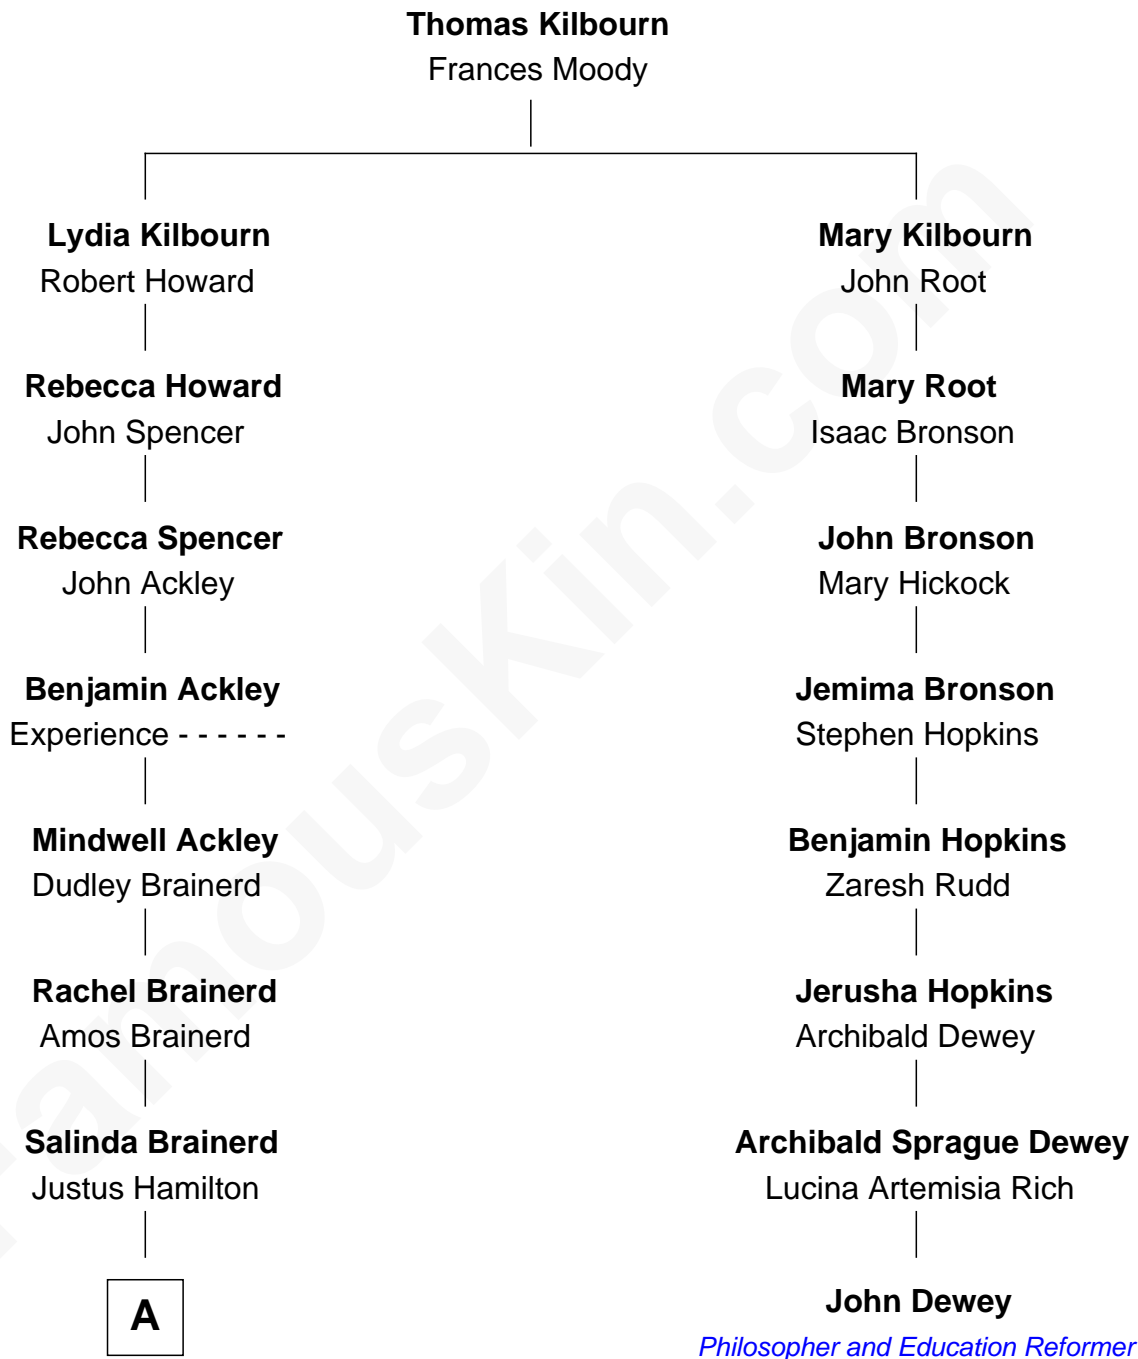 Thomas Kilbourn
Frances Moody
Lydia Kilbourn
Robert Howard
Mary Kilbourn
John Root
Rebecca Howard
John Spencer
Mary Root
Isaac Bronson
Rebecca Spencer
John Ackley
John Bronson
Mary Hickock
Benjamin Ackley
Experience - - - - - -
Jemima Bronson
Stephen Hopkins
Mindwell Ackley
Dudley Brainerd
Benjamin Hopkins
Zaresh Rudd
Rachel Brainerd
Amos Brainerd
Jerusha Hopkins
Archibald Dewey
Salinda Brainerd
Justus Hamilton
Archibald Sprague Dewey
Lucina Artemisia Rich
A
John Dewey
Philosopher and Education Reformer
FamousKin.com